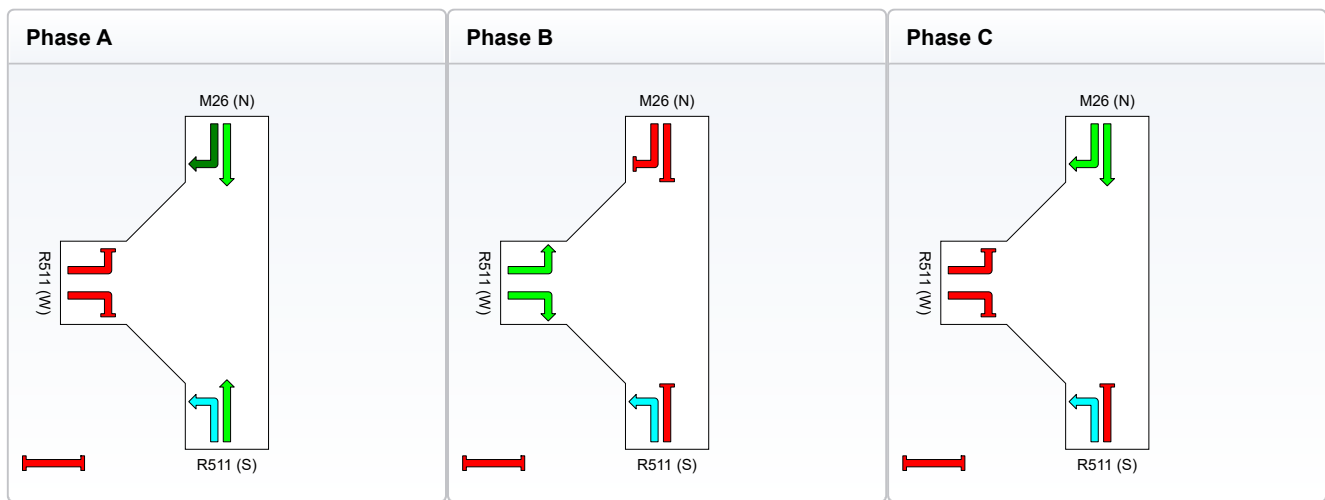 Phase A
M26 (N)
R511 (W)
R511 (S)
Phase B
M26 (N)
R511 (W)
R511 (S)
Phase C
M26 (N)
R511 (W)
R511 (S)